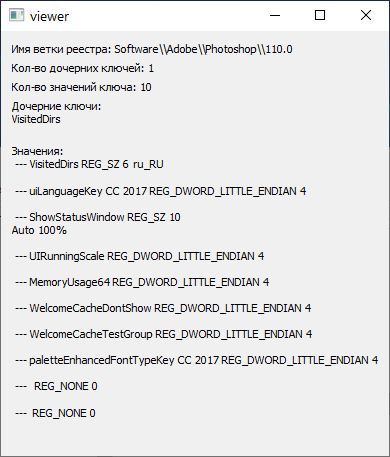 viewer
Имя ветки реестра: Software\\Adobe\\Photoshop\\110.0
Кол-во дочерних ключей: 1
Кол-во значений ключа: 10
Дочерние ключи:
VisitedDirs
Значения:
--- VisitedDirs REG_SZ 6 ru_RU
--- uiLanguageKey CC 2017 REG_DWORD_LITTLE_ENDIAN 4
--- ShowStatusWindow REG_SZ 10
Auto 100%
--- UIRunningScale REG_DWORD_LITTLE_ENDIAN 4
--- MemoryUsage64 REG_DWORD_LITTLE_ENDIAN 4
--- WelcomeCacheDontShow REG_DWORD_LITTLE_ENDIAN 4
--- WelcomeCacheTestGroup REG_DWORD_LITTLE_ENDIAN 4
--- paletteEnhancedFontTypeKey CC 2017 REG_DWORD_LITTLE_ENDIAN 4
--- REG_NONE 0
--- REG_NONE 0